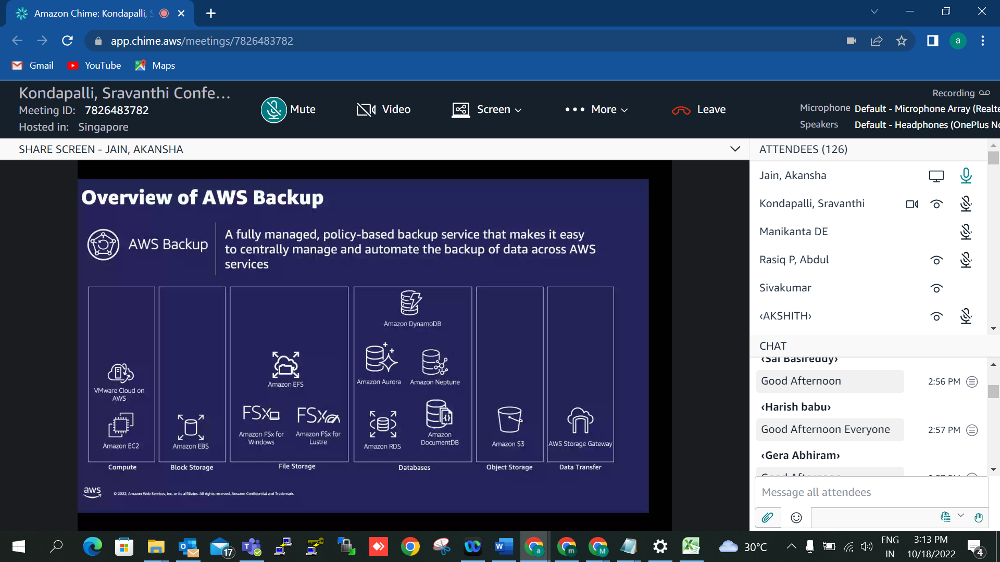 Amazon Chime: Kondapalli, S
app.chime.aws/meetings/7826483782
a
Gmail
YouTube
Maps
Kondapalli, Sravanthi Confe...
Meeting ID: 7826483782
Hosted in: Singapore
Mute
Video
Screen
More
Leave
Recording
Microphone Default - Microphone Array (Realte
Speakers Default - Headphones (OnePlus No
SHARE SCREEN - JAIN, AKANSHA
Overview of AWS Backup
AWS Backup
A fully managed, policy-based backup service that makes it easy
to centrally manage and automate the backup of data across AWS
services
VMware Cloud on
AWS
Amazon EC2
Compute
Amazon EBS
Block Storage
Amazon EFS
FSx
Amazon FSx for
Windows
FSx
Amazon FSx for
Lustre
File Storage
Amazon DynamoDB
Amazon Aurora
Amazon Neptune
Amazon RDS
Amazon
DocumentDB
Databases
Amazon S3
Object Storage
AWS Storage Gateway
Data Transfer
aws
© 2022, Amazon Web Services, Inc. or its affiliates. All rights reserved. Amazon Confidential and Trademark.
ATTENDEES (126)
Jain, Akansha
Kondapalli, Sravanthi
Manikanta DE
Rasiq P, Abdul
Sivakumar
‹AKSHITH›
CHAT
‹Sai Basireddy›
Good Afternoon
2:56 PM
‹Harish babu›
Good Afternoon Everyone
2:57 PM
‹Gera Abhiram›
Good Afternoon
2:57 PM
Message all attendees
17
a
m
M
30°C
ENG
IN
3:13 PM
10/18/2022
4